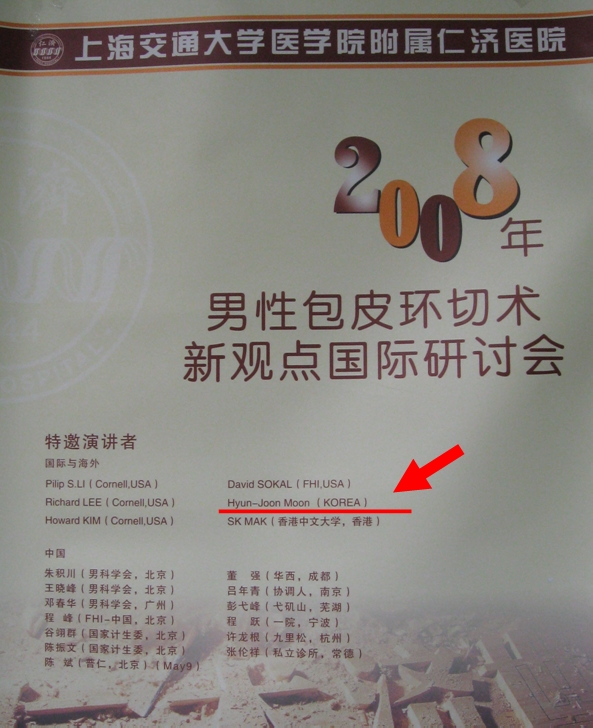 上海交通大学医学院附属仁济医院
2008年
男性包皮环切术
新观点国际研讨会
特邀演讲者
国际与海外
Pilip S.LI（Cornell,USA）
Richard LEE（Cornell,USA）
Howard KIM（Cornell,USA）
David SOKAL（FHI,USA）
Hyun-Joon Moon（KOREA）
SK MAK（香港中文大学，香港）
中国
朱积川（男科学会，北京）
王晓峰（男科学会，北京）
邓春华（男科学会，广州）
程 峰（FHI-中国，北京）
谷翊群（国家计生委，北京）
陈振文（国家计生委，北京）
陈 斌（普仁，北京）（May9）
董 强（华西，成都）
吕年青（协调人，南京）
彭弋峰（弋矶山，芜湖）
程 跃（一院，宁波）
许龙根（九里松，杭州）
张伦祥（私立诊所，常德）